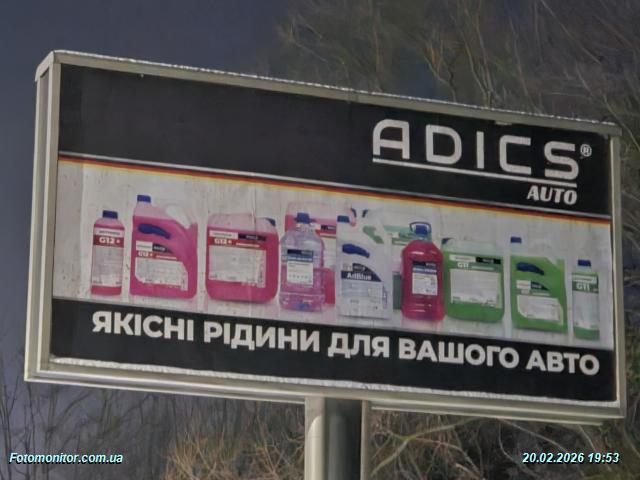 ADICS®
AUTO
G12+
G12+
G12+
AdBlue
G11
G11
G11
ЯКІСНІ РІДИНИ ДЛЯ ВАШОГО АВТО
Fotomonitor.com.ua
20.02.2026 19:53